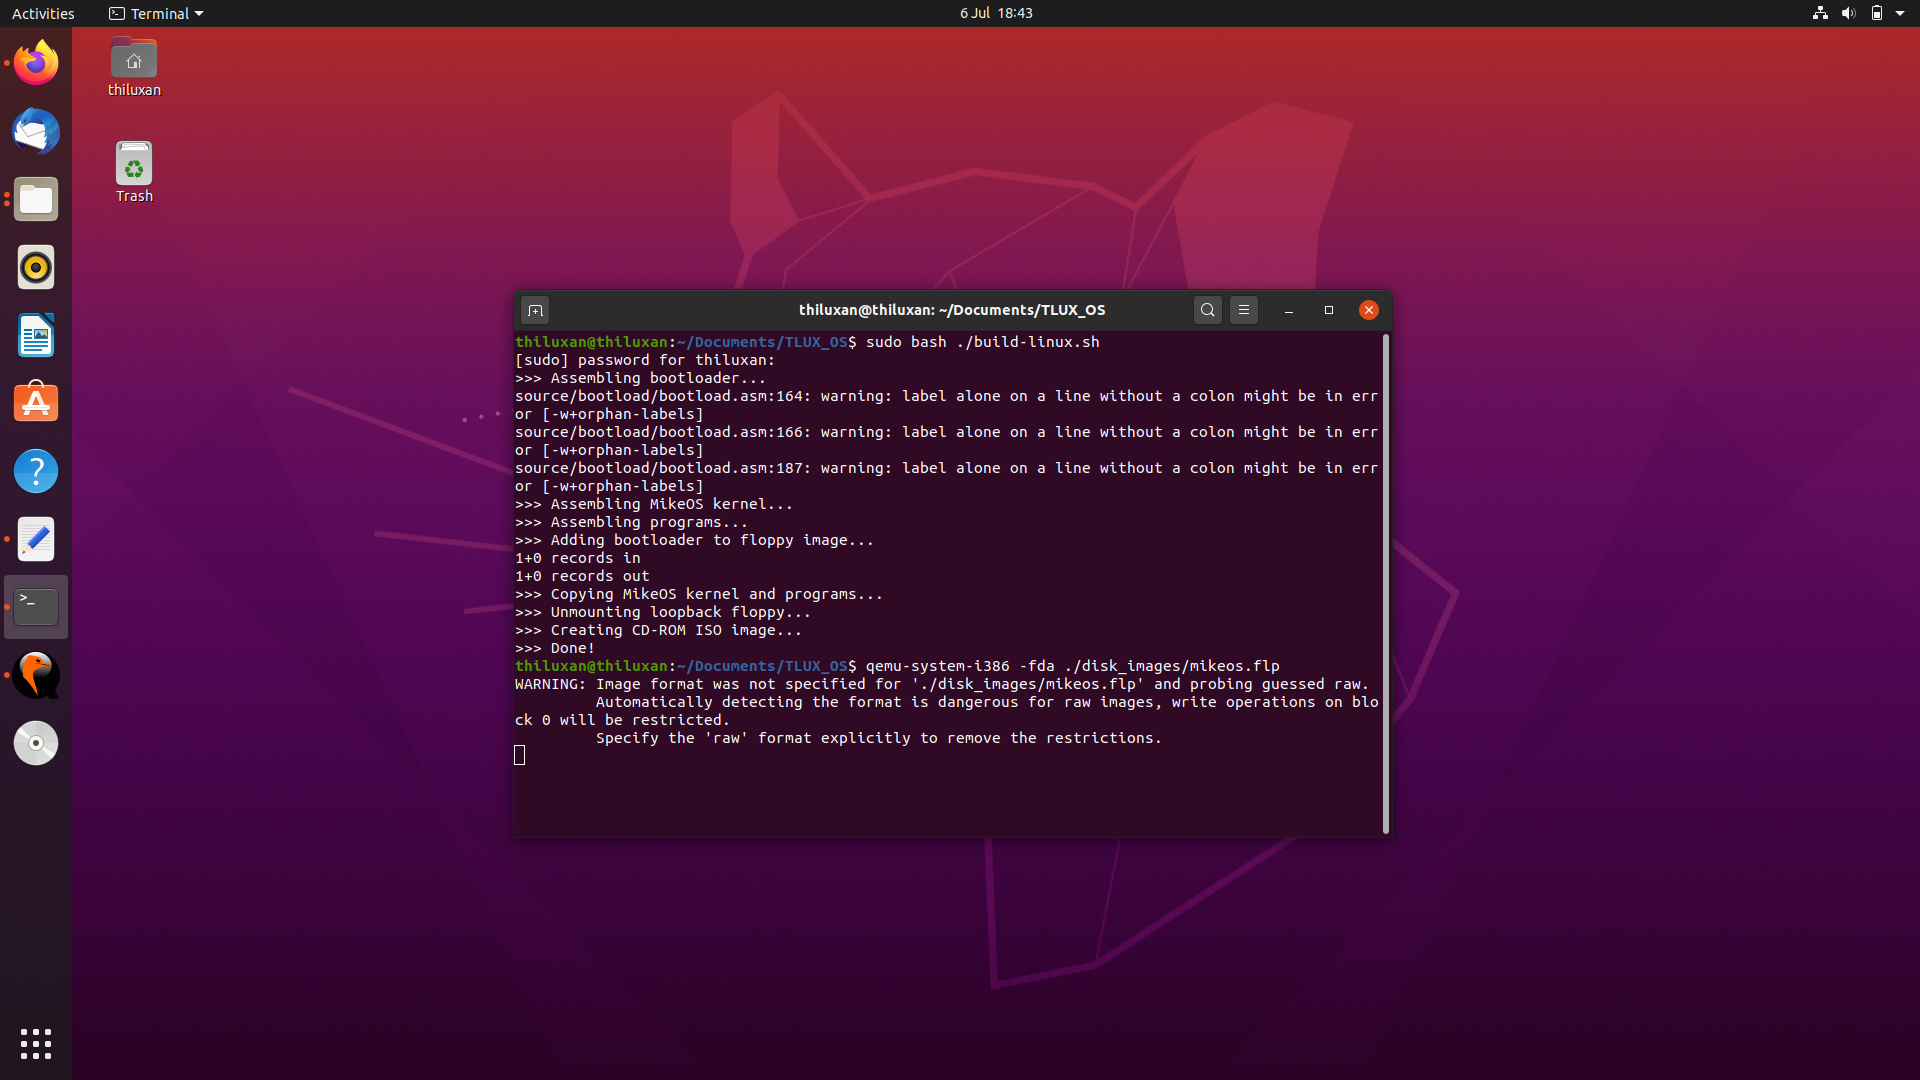 Activities
Terminal
6 Jul 18:43
thiluxan
Trash
thiluxan@thiluxan: ~/Documents/TLUX_OS
thiluxan@thiluxan:~/Documents/TLUX_OS$ sudo bash ./build-linux.sh
[sudo] password for thiluxan:
>>> Assembling bootloader...
source/bootload/bootload.asm:164: warning: label alone on a line without a colon might be in err
or [-w+orphan-labels]
source/bootload/bootload.asm:166: warning: label alone on a line without a colon might be in err
or [-w+orphan-labels]
source/bootload/bootload.asm:187: warning: label alone on a line without a colon might be in err
or [-w+orphan-labels]
>>> Assembling MikeOS kernel...
>>> Assembling programs...
>>> Adding bootloader to floppy image...
1+0 records in
1+0 records out
>>> Copying MikeOS kernel and programs...
>>> Unmounting loopback floppy...
>>> Creating CD-ROM ISO image...
>>> Done!
thiluxan@thiluxan:~/Documents/TLUX_OS$ qemu-system-i386 -fda ./disk_images/mikeos.flp
WARNING: Image format was not specified for './disk_images/mikeos.flp' and probing guessed raw.
Automatically detecting the format is dangerous for raw images, write operations on blo
ck 0 will be restricted.
Specify the 'raw' format explicitly to remove the restrictions.